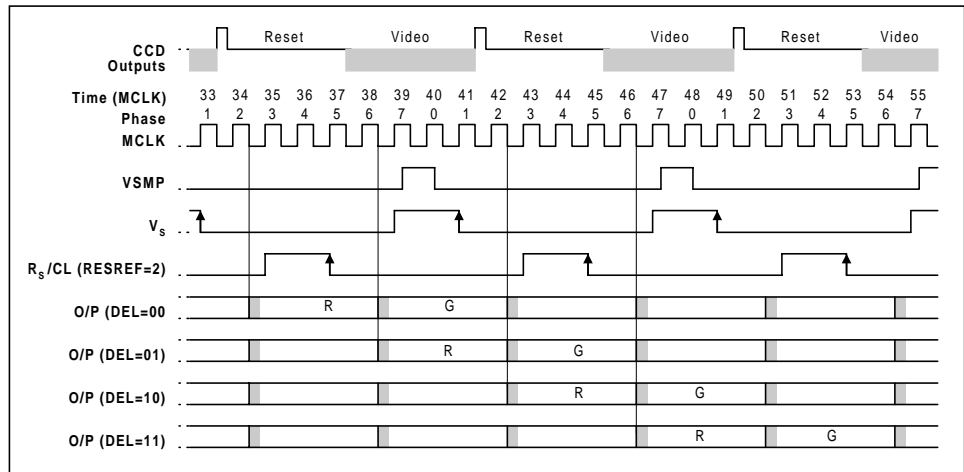 Reset Video Reset Video Reset Video
CCD
Outputs
Time (MCLK) 33 34 35 36 37 38 39 40 41 42 43 44 45 46 47 48 49 50 51 52 53 54 55
Phase 1 2 3 4 5 6 7 0 1 2 3 4 5 6 7 0 1 2 3 4 5 6 7
MCLK
VSMP
VS
RS/CL (RESREF=2)
O/P (DEL=00 R G
O/P (DEL=01) R G
O/P (DEL=10) R G
O/P (DEL=11) R G